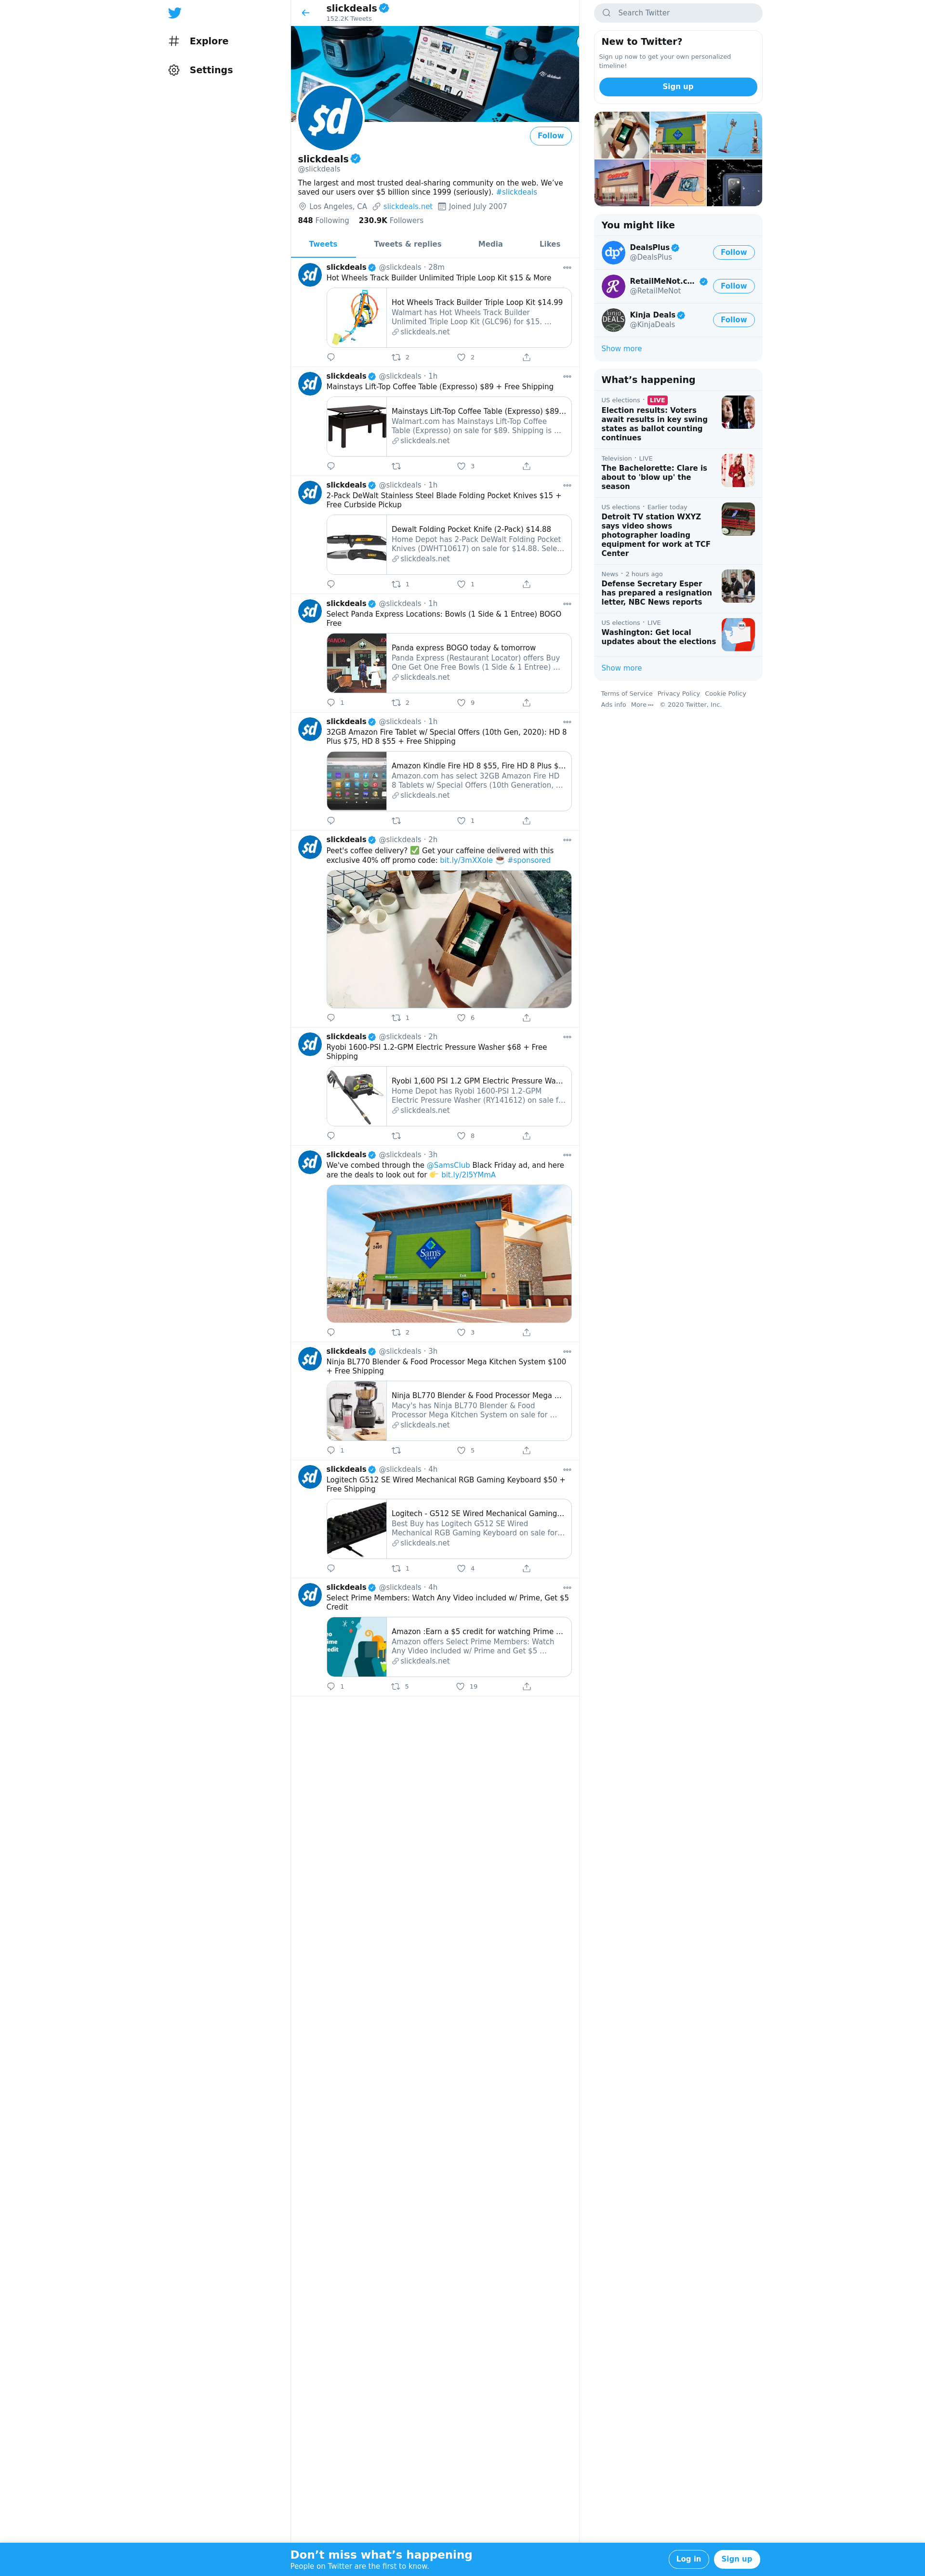 Explore
Settings
slickdeals
152.2K Tweets
$d
Follow
slickdeals
@slickdeals
The largest and most trusted deal-sharing community on the web. We’ve
saved our users over $5 billion since 1999 (seriously). #slickdeals
Los Angeles, CA slickdeals.net Joined July 2007
848 Following 230.9K Followers
Tweets Tweets & replies Media Likes
slickdeals @slickdeals · 28m
Hot Wheels Track Builder Unlimited Triple Loop Kit $15 & More
Hot Wheels Track Builder Triple Loop Kit $14.99
Walmart has Hot Wheels Track Builder
Unlimited Triple Loop Kit (GLC96) for $15. …
slickdeals.net
2 2
slickdeals @slickdeals · 1h
Mainstays Lift-Top Coffee Table (Expresso) $89 + Free Shipping
Mainstays Lift-Top Coffee Table (Expresso) $89…
Walmart.com has Mainstays Lift-Top Coffee
Table (Expresso) on sale for $89. Shipping is …
slickdeals.net
3
slickdeals @slickdeals · 1h
2-Pack DeWalt Stainless Steel Blade Folding Pocket Knives $15 +
Free Curbside Pickup
Dewalt Folding Pocket Knife (2-Pack) $14.88
Home Depot has 2-Pack DeWalt Folding Pocket
Knives (DWHT10617) on sale for $14.88. Sele…
slickdeals.net
1 1
slickdeals @slickdeals · 1h
Select Panda Express Locations: Bowls (1 Side & 1 Entree) BOGO
Free
Panda express BOGO today & tomorrow
Panda Express (Restaurant Locator) offers Buy
One Get One Free Bowls (1 Side & 1 Entree) …
slickdeals.net
1 2 9
slickdeals @slickdeals · 1h
32GB Amazon Fire Tablet w/ Special Offers (10th Gen, 2020): HD 8
Plus $75, HD 8 $55 + Free Shipping
Amazon Kindle Fire HD 8 $55, Fire HD 8 Plus $…
Amazon.com has select 32GB Amazon Fire HD
8 Tablets w/ Special Offers (10th Generation, …
slickdeals.net
1
slickdeals @slickdeals · 2h
Peet's coffee delivery? ✅ Get your caffeine delivered with this
exclusive 40% off promo code: bit.ly/3mXXole ☕ #sponsored
1 6
slickdeals @slickdeals · 2h
Ryobi 1600-PSI 1.2-GPM Electric Pressure Washer $68 + Free
Shipping
Ryobi 1,600 PSI 1.2 GPM Electric Pressure Wa…
Home Depot has Ryobi 1600-PSI 1.2-GPM
Electric Pressure Washer (RY141612) on sale f…
slickdeals.net
8
slickdeals @slickdeals · 3h
We've combed through the @SamsClub Black Friday ad, and here
are the deals to look out for 👉 bit.ly/2I5YMmA
Sam's
CLUB
2 3
slickdeals @slickdeals · 3h
Ninja BL770 Blender & Food Processor Mega Kitchen System $100
+ Free Shipping
Ninja BL770 Blender & Food Processor Mega …
Macy's has Ninja BL770 Blender & Food
Processor Mega Kitchen System on sale for …
slickdeals.net
1 5
slickdeals @slickdeals · 4h
Logitech G512 SE Wired Mechanical RGB Gaming Keyboard $50 +
Free Shipping
Logitech - G512 SE Wired Mechanical Gaming…
Best Buy has Logitech G512 SE Wired
Mechanical RGB Gaming Keyboard on sale for…
slickdeals.net
1 4
slickdeals @slickdeals · 4h
Select Prime Members: Watch Any Video included w/ Prime, Get $5
Credit
Amazon :Earn a $5 credit for watching Prime …
Amazon offers Select Prime Members: Watch
Any Video included w/ Prime and Get $5 …
slickdeals.net
1 5 19
Search Twitter
New to Twitter?
Sign up now to get your own personalized
timeline!
Sign up
You might like
DealsPlus
@DealsPlus
Follow
RetailMeNot.c…
@RetailMeNot
Follow
Kinja Deals
@KinjaDeals
Follow
Show more
What’s happening
US elections · LIVE
Election results: Voters
await results in key swing
states as ballot counting
continues
Television · LIVE
The Bachelorette: Clare is
about to 'blow up' the
season
US elections · Earlier today
Detroit TV station WXYZ
says video shows
photographer loading
equipment for work at TCF
Center
News · 2 hours ago
Defense Secretary Esper
has prepared a resignation
letter, NBC News reports
US elections · LIVE
Washington: Get local
updates about the elections
Show more
Terms of Service Privacy Policy Cookie Policy
Ads info More ••• © 2020 Twitter, Inc.
Don’t miss what’s happening
People on Twitter are the first to know.
Log in
Sign up